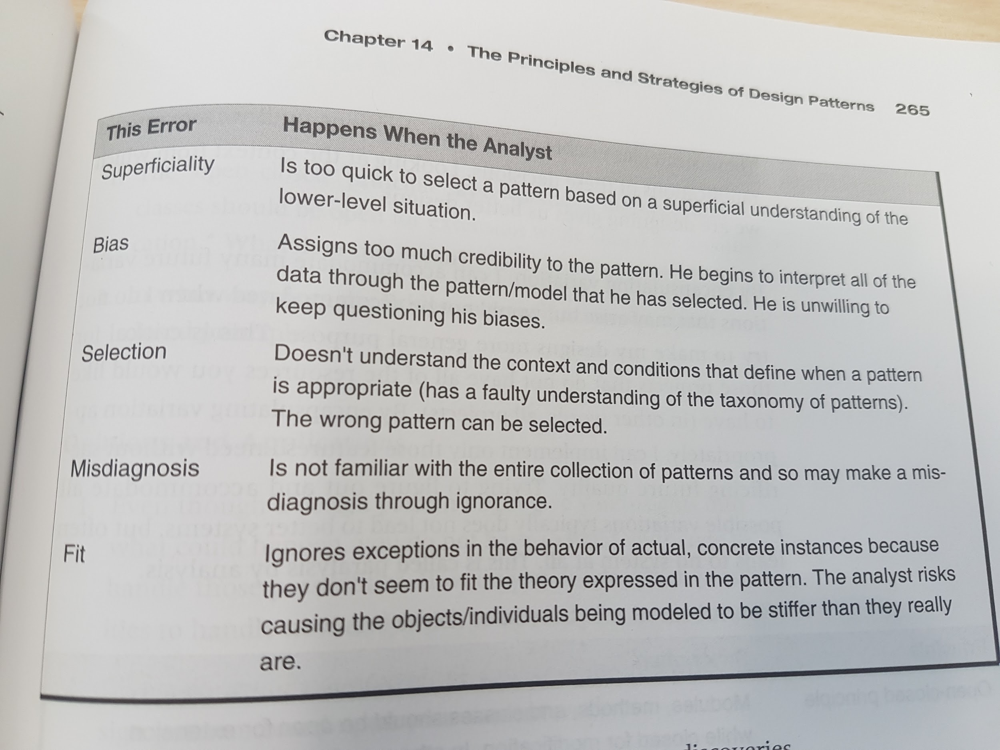 Chapter 14 • The Principles and Strategies of Design Patterns 265
This Error Happens When the Analyst
Superficiality Is too quick to select a pattern based on a superficial understanding of the
lower-level situation.
Bias Assigns too much credibility to the pattern. He begins to interpret all of the
data through the pattern/model that he has selected. He is unwilling to
keep questioning his biases.
Selection Doesn't understand the context and conditions that define when a pattern
is appropriate (has a faulty understanding of the taxonomy of patterns).
The wrong pattern can be selected.
Misdiagnosis Is not familiar with the entire collection of patterns and so may make a mis-
diagnosis through ignorance.
Fit Ignores exceptions in the behavior of actual, concrete instances because
they don't seem to fit the theory expressed in the pattern. The analyst risks
causing the objects/individuals being modeled to be stiffer than they really
are.
discoveries